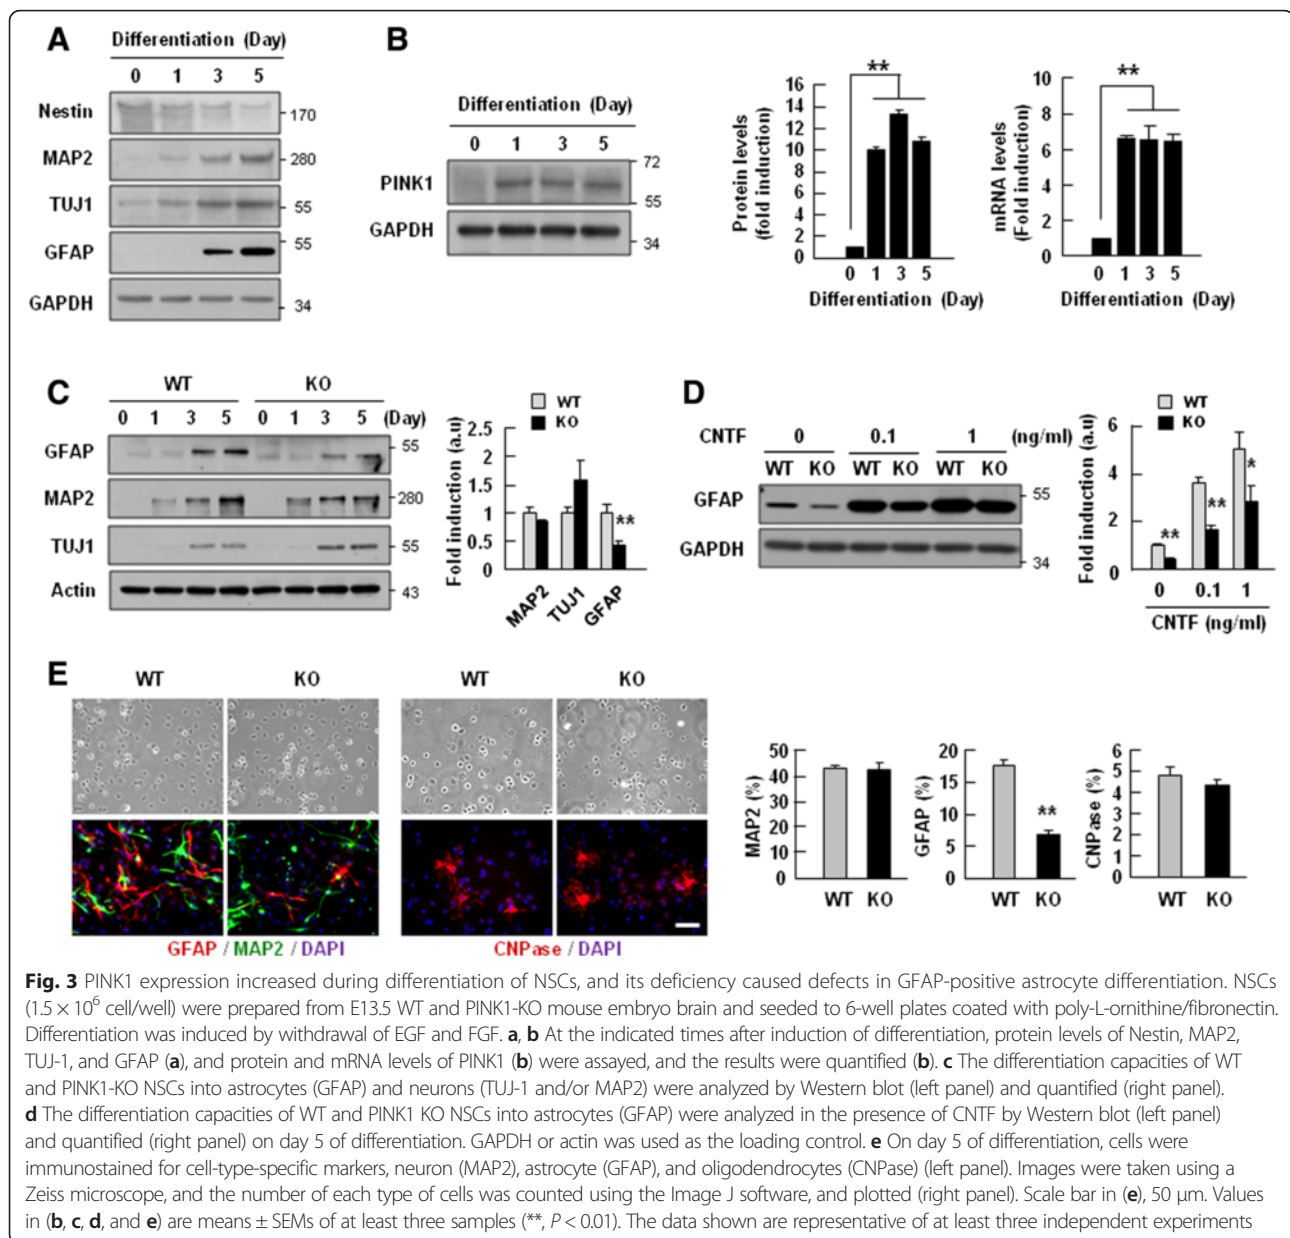 A
Differentiation (Day)
0 1 3 5
Nestin
170
MAP2
280
TUJ1
55
GFAP
55
GAPDH
34
B
Differentiation (Day)
0 1 3 5
PINK1
72
55
GAPDH
34
Protein levels
(fold induction)
16
14
12
10
8
6
4
2
0
**
0 1 3 5
Differentiation (Day)
mRNA levels
(Fold induction)
10
8
6
4
2
0
**
0 1 3 5
Differentiation (Day)
C
WT KO
0 1 3 5 0 1 3 5 (Day)
GFAP
55
MAP2
280
TUJ1
55
Actin
43
WT
KO
Fold induction (a.u)
2.5
2
1.5
1
0.5
0
**
MAP2 TUJ1 GFAP
D
CNTF 0 0.1 1 (ng/ml)
WT KO WT KO WT KO
GFAP
55
GAPDH
34
WT
KO
Fold induction (a.u)
6
4
2
0
** ** *
0 0.1 1
CNTF (ng/ml)
E
WT KO WT KO
GFAP / MAP2 / DAPI
CNPase / DAPI
MAP2 (%)
50
40
30
20
10
0
WT KO
GFAP (%)
20
15
10
5
0
**
WT KO
CNPase (%)
6
5
4
3
2
1
0
WT KO
Fig. 3 PINK1 expression increased during differentiation of NSCs, and its deficiency caused defects in GFAP-positive astrocyte differentiation. NSCs
(1.5 × 10⁶ cell/well) were prepared from E13.5 WT and PINK1-KO mouse embryo brain and seeded to 6-well plates coated with poly-L-ornithine/fibronectin.
Differentiation was induced by withdrawal of EGF and FGF. a, b At the indicated times after induction of differentiation, protein levels of Nestin, MAP2,
TUJ-1, and GFAP (a), and protein and mRNA levels of PINK1 (b) were assayed, and the results were quantified (b). c The differentiation capacities of WT
and PINK1-KO NSCs into astrocytes (GFAP) and neurons (TUJ-1 and/or MAP2) were analyzed by Western blot (left panel) and quantified (right panel).
d The differentiation capacities of WT and PINK1 KO NSCs into astrocytes (GFAP) were analyzed in the presence of CNTF by Western blot (left panel)
and quantified (right panel) on day 5 of differentiation. GAPDH or actin was used as the loading control. e On day 5 of differentiation, cells were
immunostained for cell-type-specific markers, neuron (MAP2), astrocyte (GFAP), and oligodendrocytes (CNPase) (left panel). Images were taken using a
Zeiss microscope, and the number of each type of cells was counted using the Image J software, and plotted (right panel). Scale bar in (e), 50 μm. Values
in (b, c, d, and e) are means ± SEMs of at least three samples (**, P < 0.01). The data shown are representative of at least three independent experiments